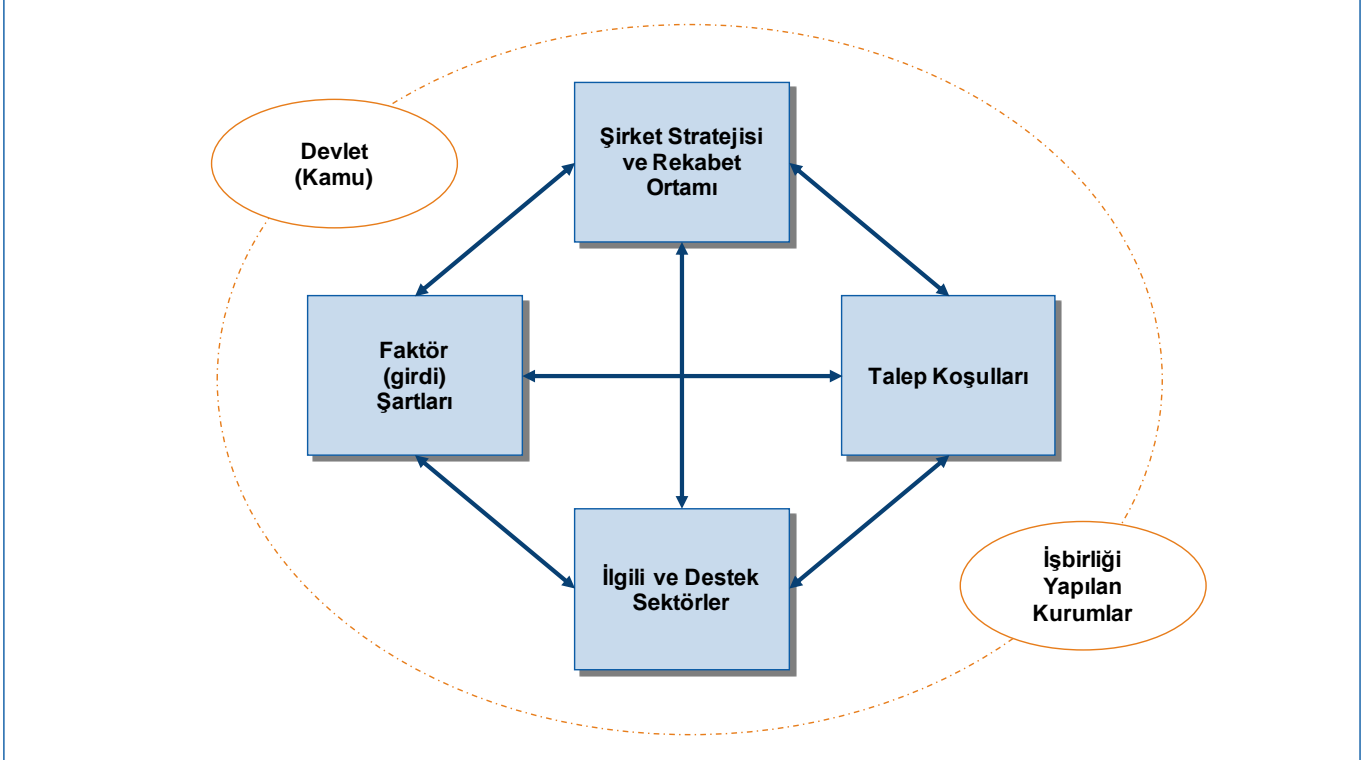 Şirket Stratejisi
ve Rekabet
Ortamı
Devlet
(Kamu)
Faktör
(girdi)
Şartları
Talep Koşulları
İlgili ve Destek
Sektörler
İşbirliği
Yapılan
Kurumlar